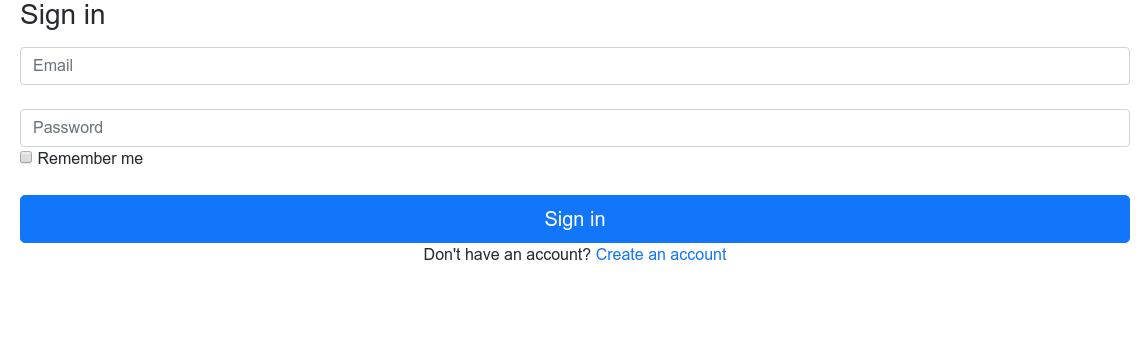 Sign in
Email
Password
Remember me
Sign in
Don't have an account? Create an account